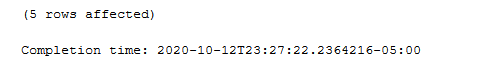 (5 rows affected)
Completion time: 2020-10-12T23:27:22.2364216-05:00